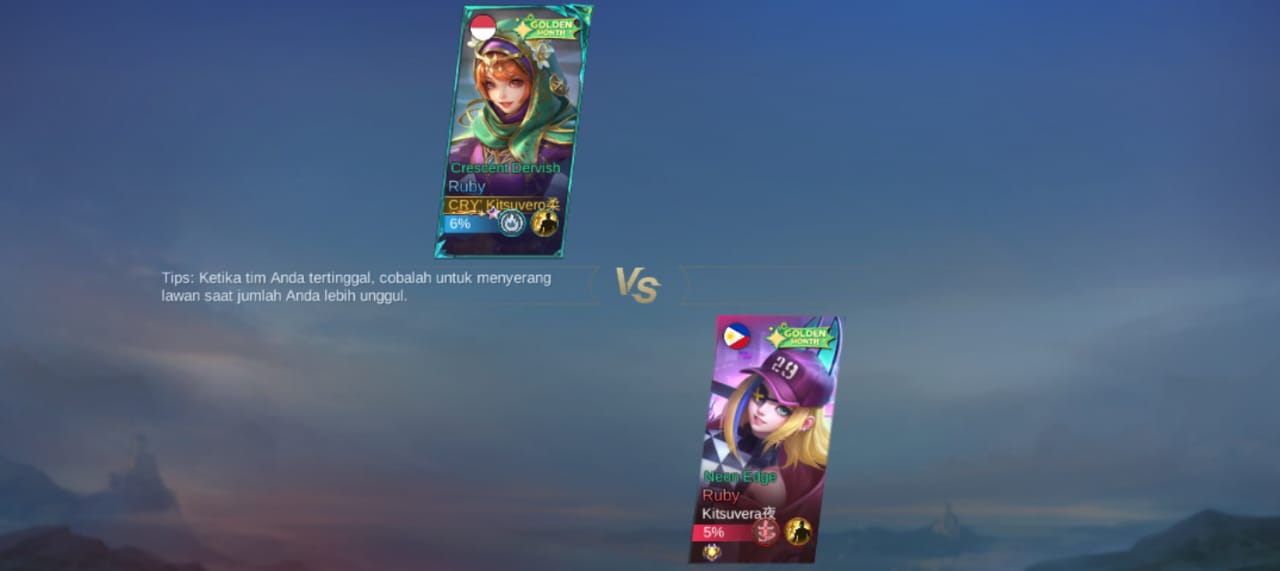 GOLDEN
MONTH
Crescent Dervish
Ruby
CRY' Kitsuvero柔
6%
Tips: Ketika tim Anda tertinggal, cobalah untuk menyerang
lawan saat jumlah Anda lebih unggul.
VS
GOLDEN
MONTH
29
Neon Edge
Ruby
Kitsuvera夜
5%